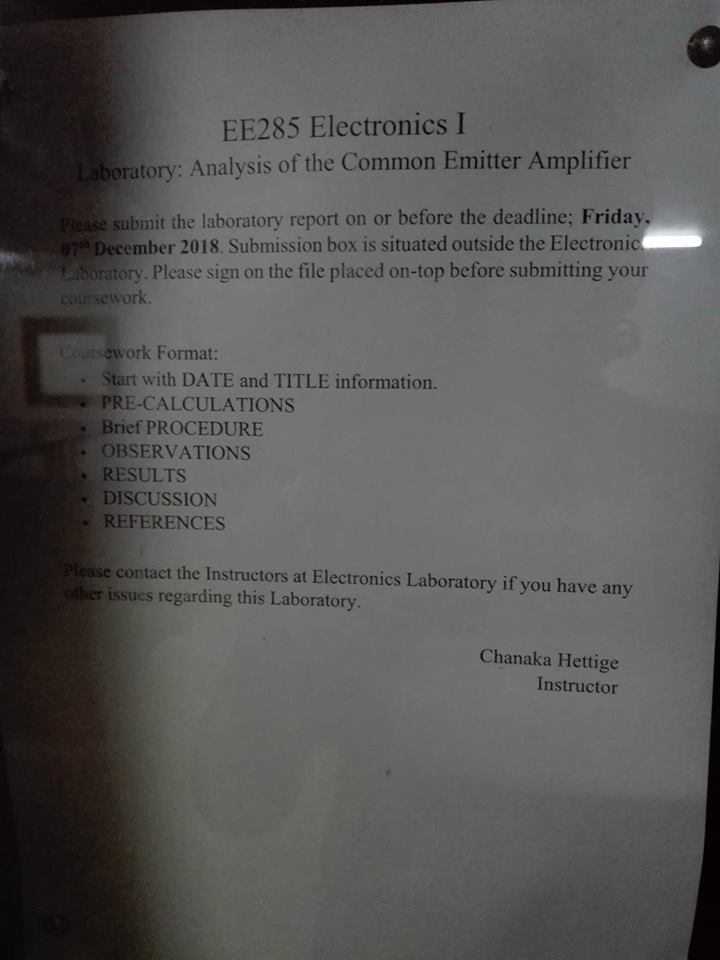 EE285 Electronics I
Laboratory: Analysis of the Common Emitter Amplifier
Please submit the laboratory report on or before the deadline; Friday,
07th December 2018. Submission box is situated outside the Electronic
Laboratory. Please sign on the file placed on-top before submitting your
coursework.
Coursework Format:
• Start with DATE and TITLE information.
• PRE-CALCULATIONS
• Brief PROCEDURE
• OBSERVATIONS
• RESULTS
• DISCUSSION
• REFERENCES
Please contact the Instructors at Electronics Laboratory if you have any
other issues regarding this Laboratory.
Chanaka Hettige
Instructor